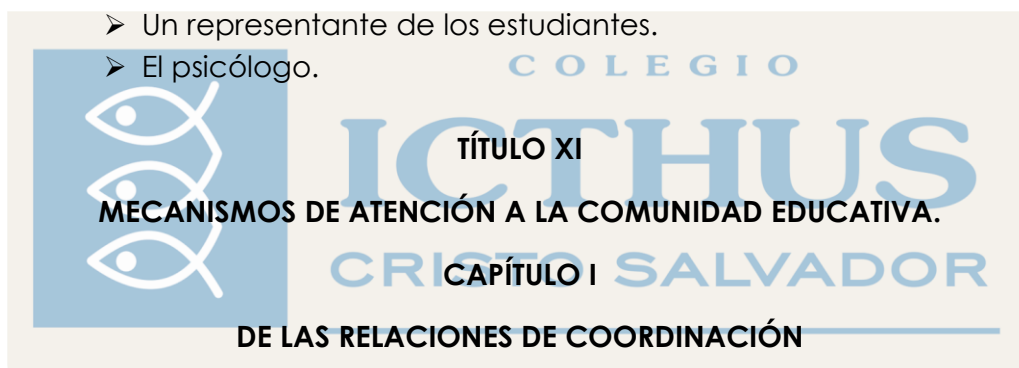 ➢ Un representante de los estudiantes.
➢ El psicólogo.
COLEGIO
ICTHUS
TÍTULO XI
MECANISMOS DE ATENCIÓN A LA COMUNIDAD EDUCATIVA.
CRISTO SALVADOR
CAPÍTULO I
DE LAS RELACIONES DE COORDINACIÓN